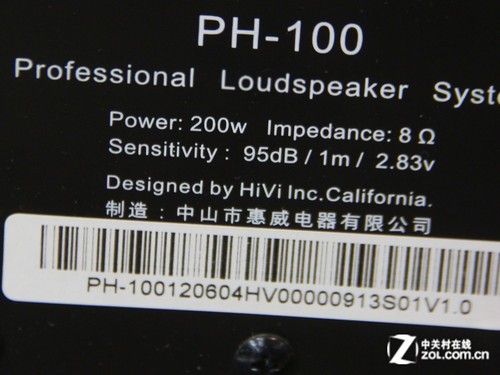 PH-100
Professional Loudspeaker Syste
Power: 200w Impedance: 8 Ω
Sensitivity : 95dB / 1m / 2.83v
Designed by HiVi Inc.California.
制造：中山市惠威电器有限公司
PH-100120604HV00000913S01V1.0
Z 中关村在线
ZOL.com.cn